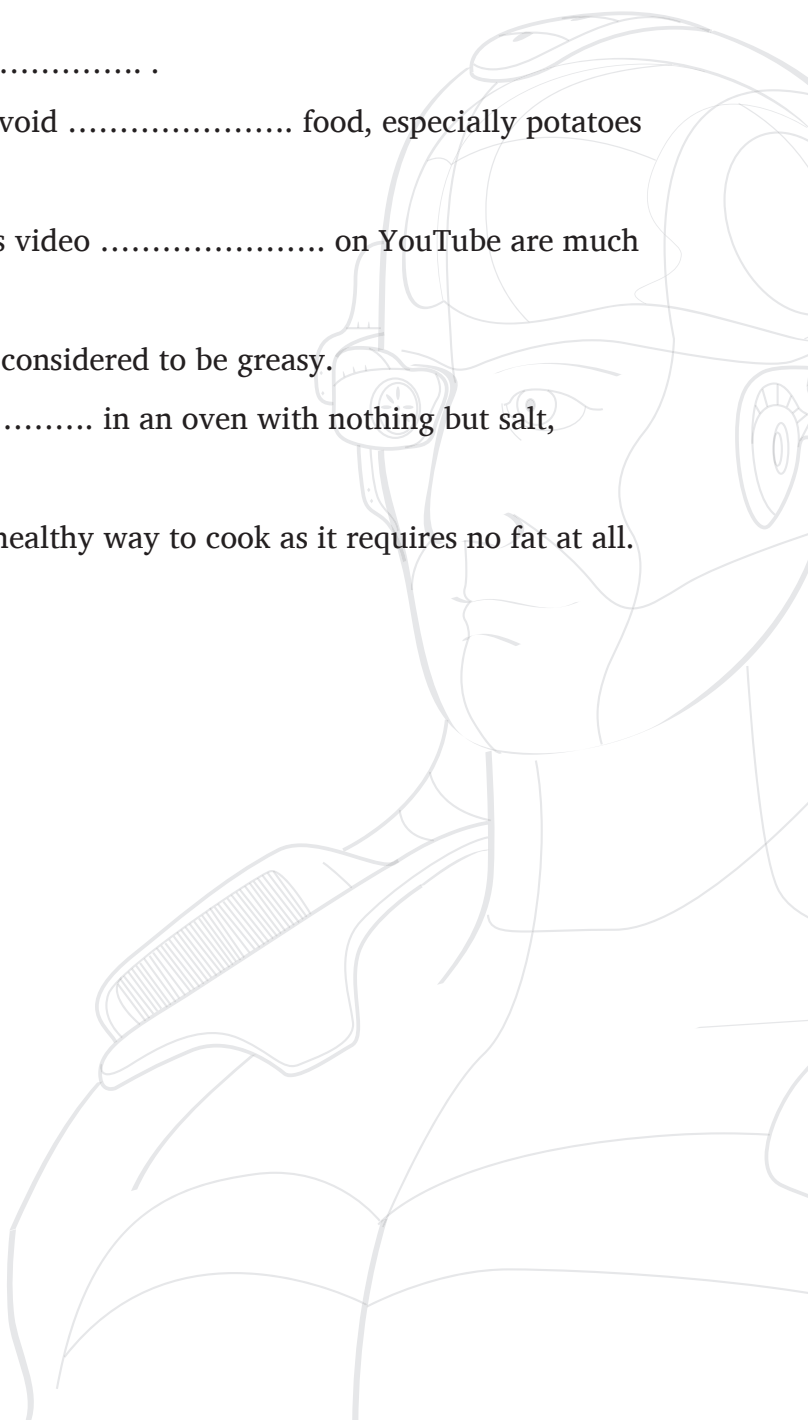 ………….. .
void …………………. food, especially potatoes
s video …………………. on YouTube are much
considered to be greasy.
……... in an oven with nothing but salt,
healthy way to cook as it requires no fat at all.